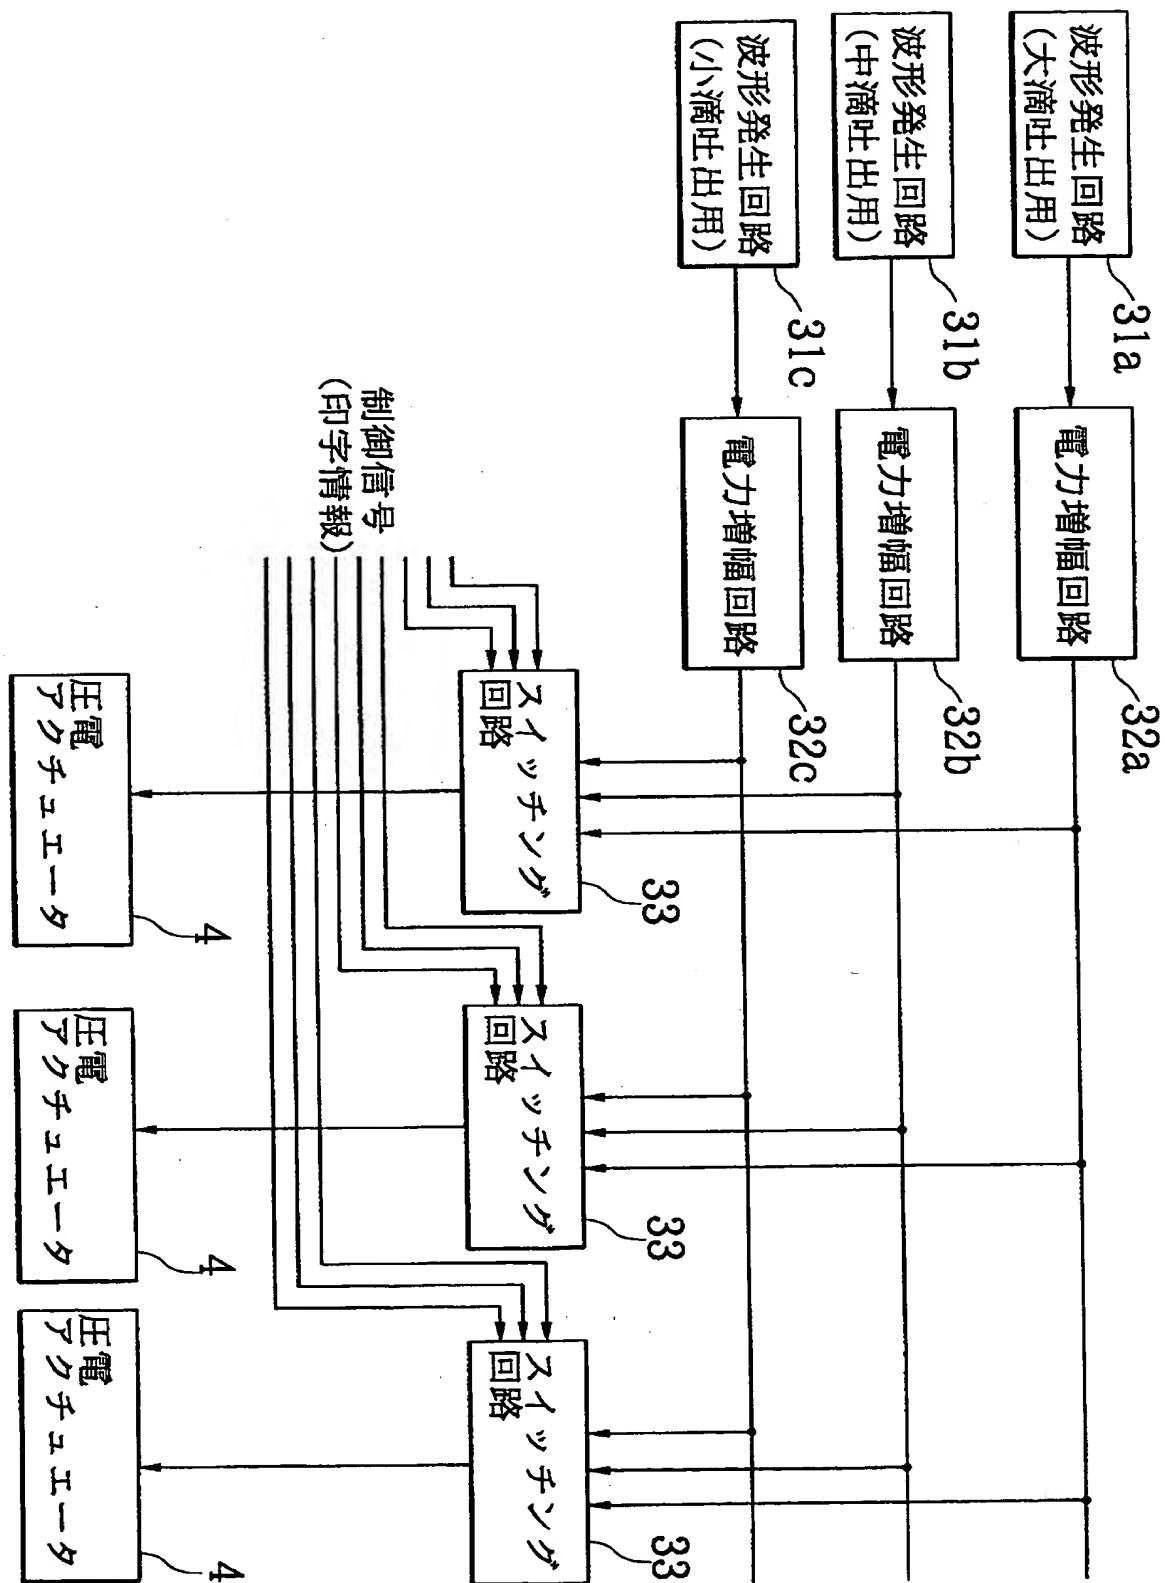 波形発生回路
(大滴吐出用)
31a
電力増幅回路
32a
波形発生回路
(中滴吐出用)
31b
電力増幅回路
32b
波形発生回路
(小滴吐出用)
31c
電力増幅回路
32c
制御信号
(印字情報)
スイッチング
回路
33
スイッチング
回路
33
スイッチング
回路
33
圧電
アクチュエータ
4
圧電
アクチュエータ
4
圧電
アクチュエータ
4